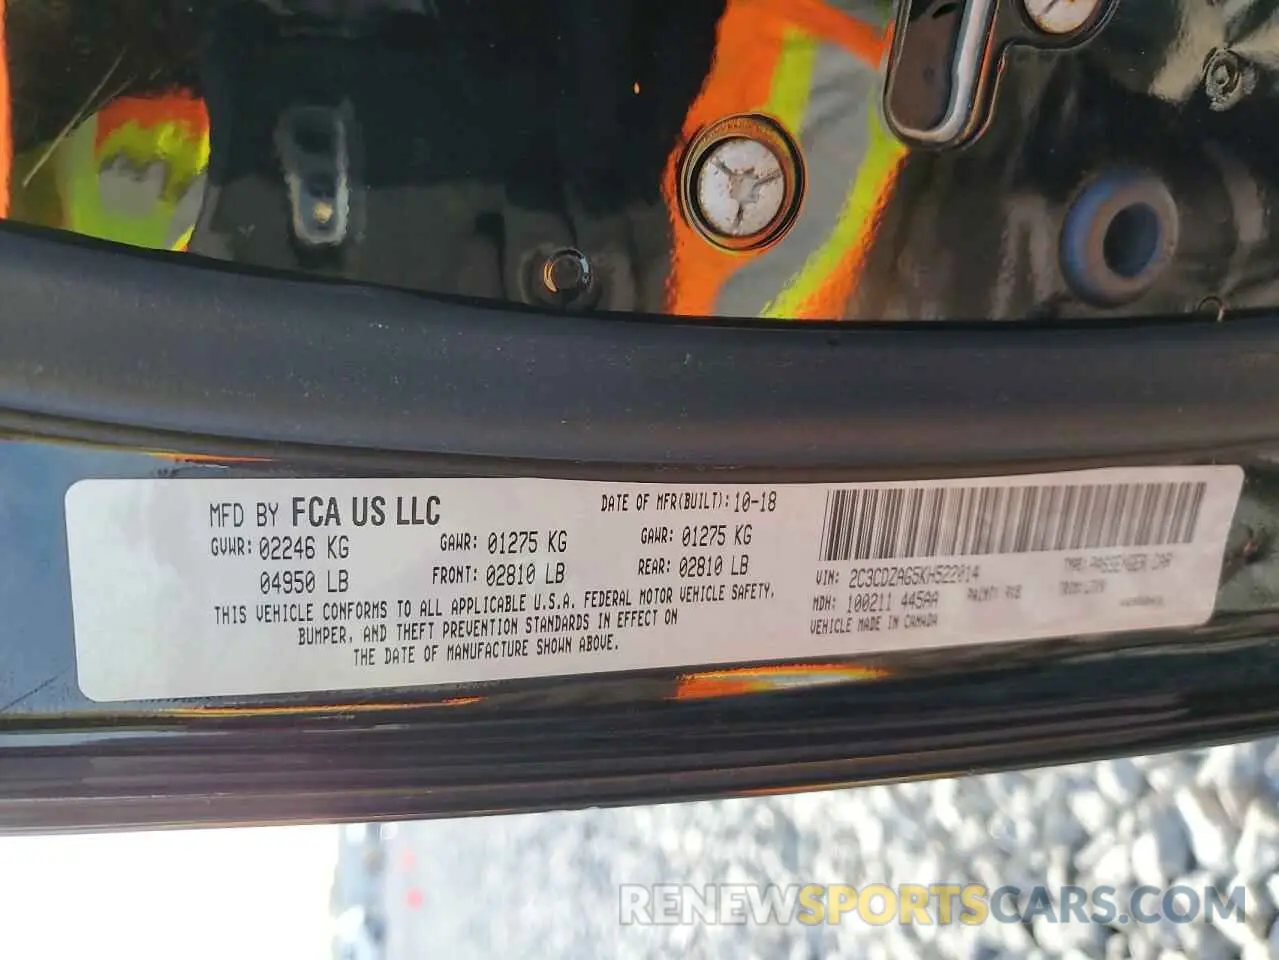 MFD BY FCA US LLC
DATE OF MFR(BUILT): 10-18
GVWR: 02246 KG
04950 LB
GAWR: 01275 KG
FRONT: 02810 LB
GAWR: 01275 KG
REAR: 02810 LB
THIS VEHICLE CONFORMS TO ALL APPLICABLE U.S.A. FEDERAL MOTOR VEHICLE SAFETY,
BUMPER, AND THEFT PREVENTION STANDARDS IN EFFECT ON
THE DATE OF MANUFACTURE SHOWN ABOVE.
VIN: 2C3CDZAG5KH522014
TYPE: PASSENGER CAR
MDH: 100211 445AA
PAINT: PX8
TRIM:
VEHICLE MADE IN CANADA
RENEWSPORTSCARS.COM